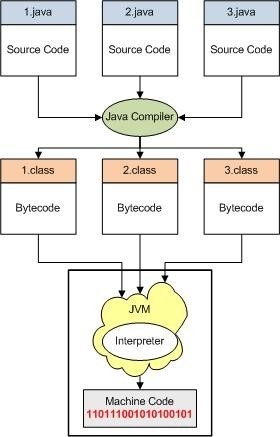 1.java 2.java 3.java
Source Code Source Code Source Code
Java Compiler
1.class 2.class 3.class
Bytecode Bytecode Bytecode
JVM
Interpreter
Machine Code
110111001010100101